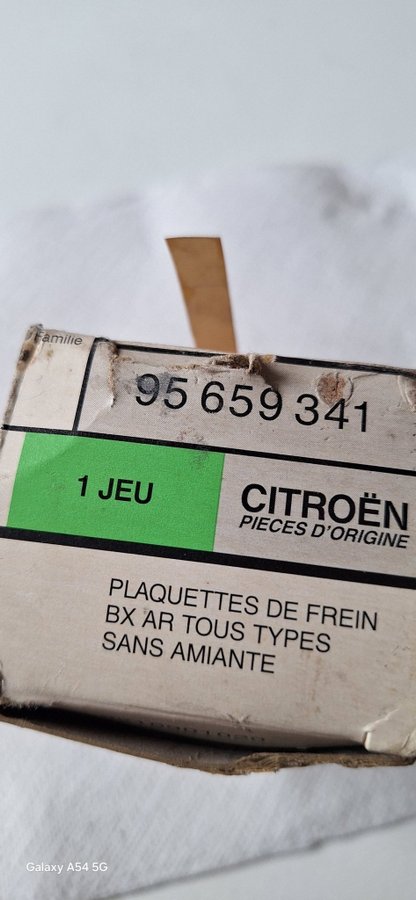 Famille
95 659 341
1 JEU
CITROËN
PIECES D'ORIGINE
PLAQUETTES DE FREIN
BX AR TOUS TYPES
SANS AMIANTE
Galaxy A54 5G